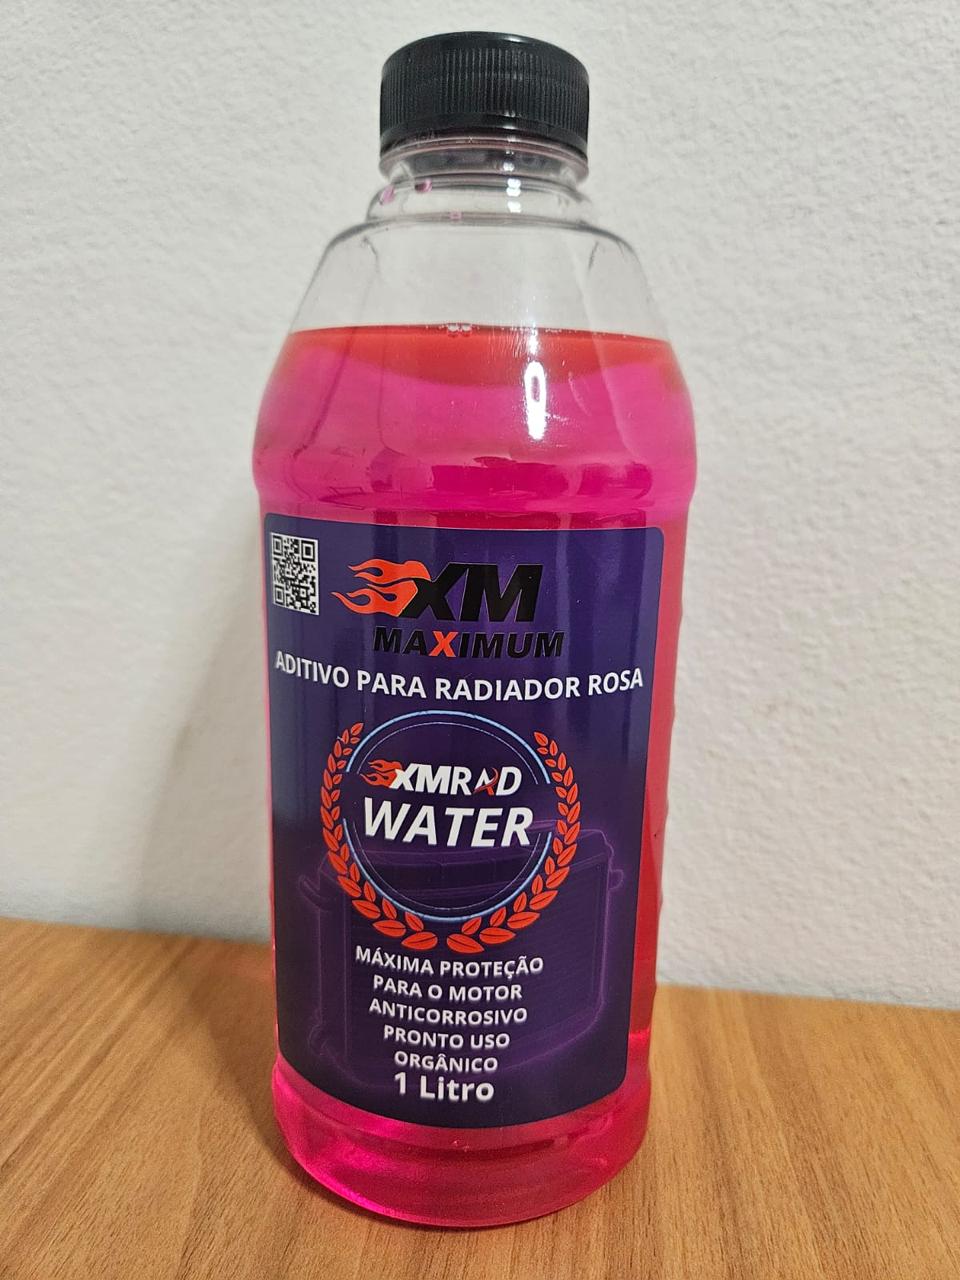 XM
MAXIMUM
ADITIVO PARA RADIADOR ROSA
XMRAD
WATER
MÁXIMA PROTEÇÃO
PARA O MOTOR
ANTICORROSIVO
PRONTO USO
ORGÂNICO
1 Litro